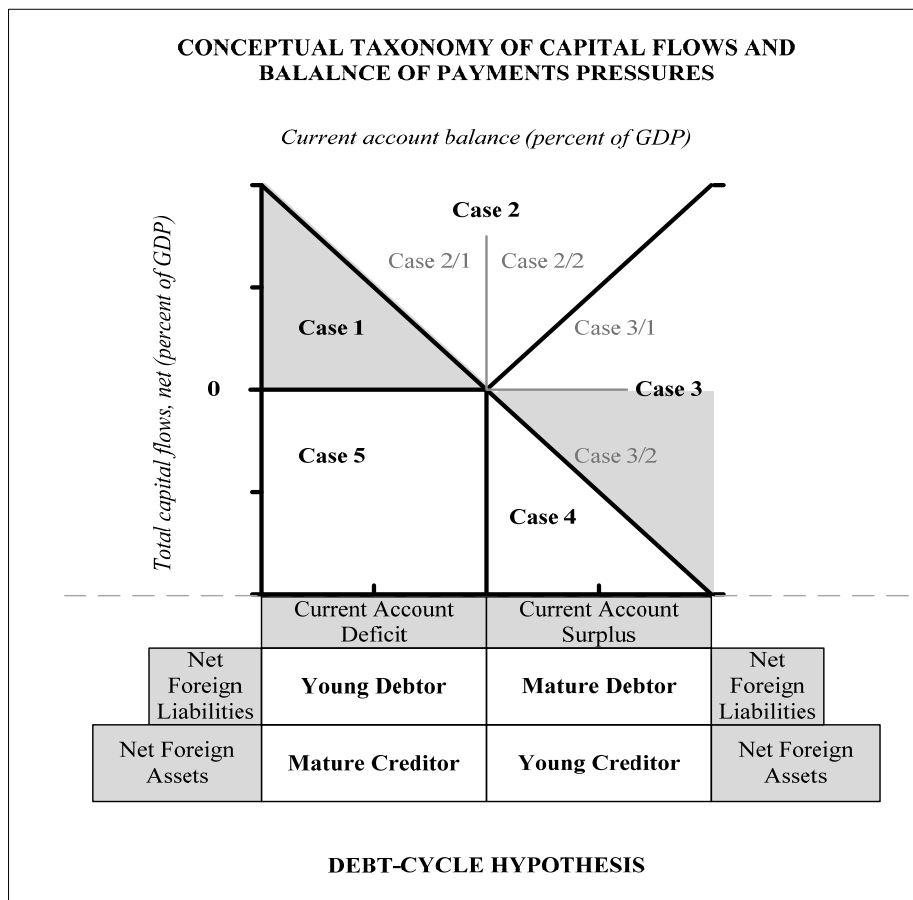 CONCEPTUAL TAXONOMY OF CAPITAL FLOWS AND
BALALNCE OF PAYMENTS PRESSURES
Current account balance (percent of GDP)
Total capital flows, net (percent of GDP)
Case 2
Case 2/1
Case 2/2
Case 1
Case 3/1
0
Case 3
Case 5
Case 3/2
Case 4
Current Account
Deficit
Current Account
Surplus
Net
Foreign
Liabilities
Young Debtor
Mature Debtor
Net
Foreign
Liabilities
Net Foreign
Assets
Mature Creditor
Young Creditor
Net Foreign
Assets
DEBT-CYCLE HYPOTHESIS